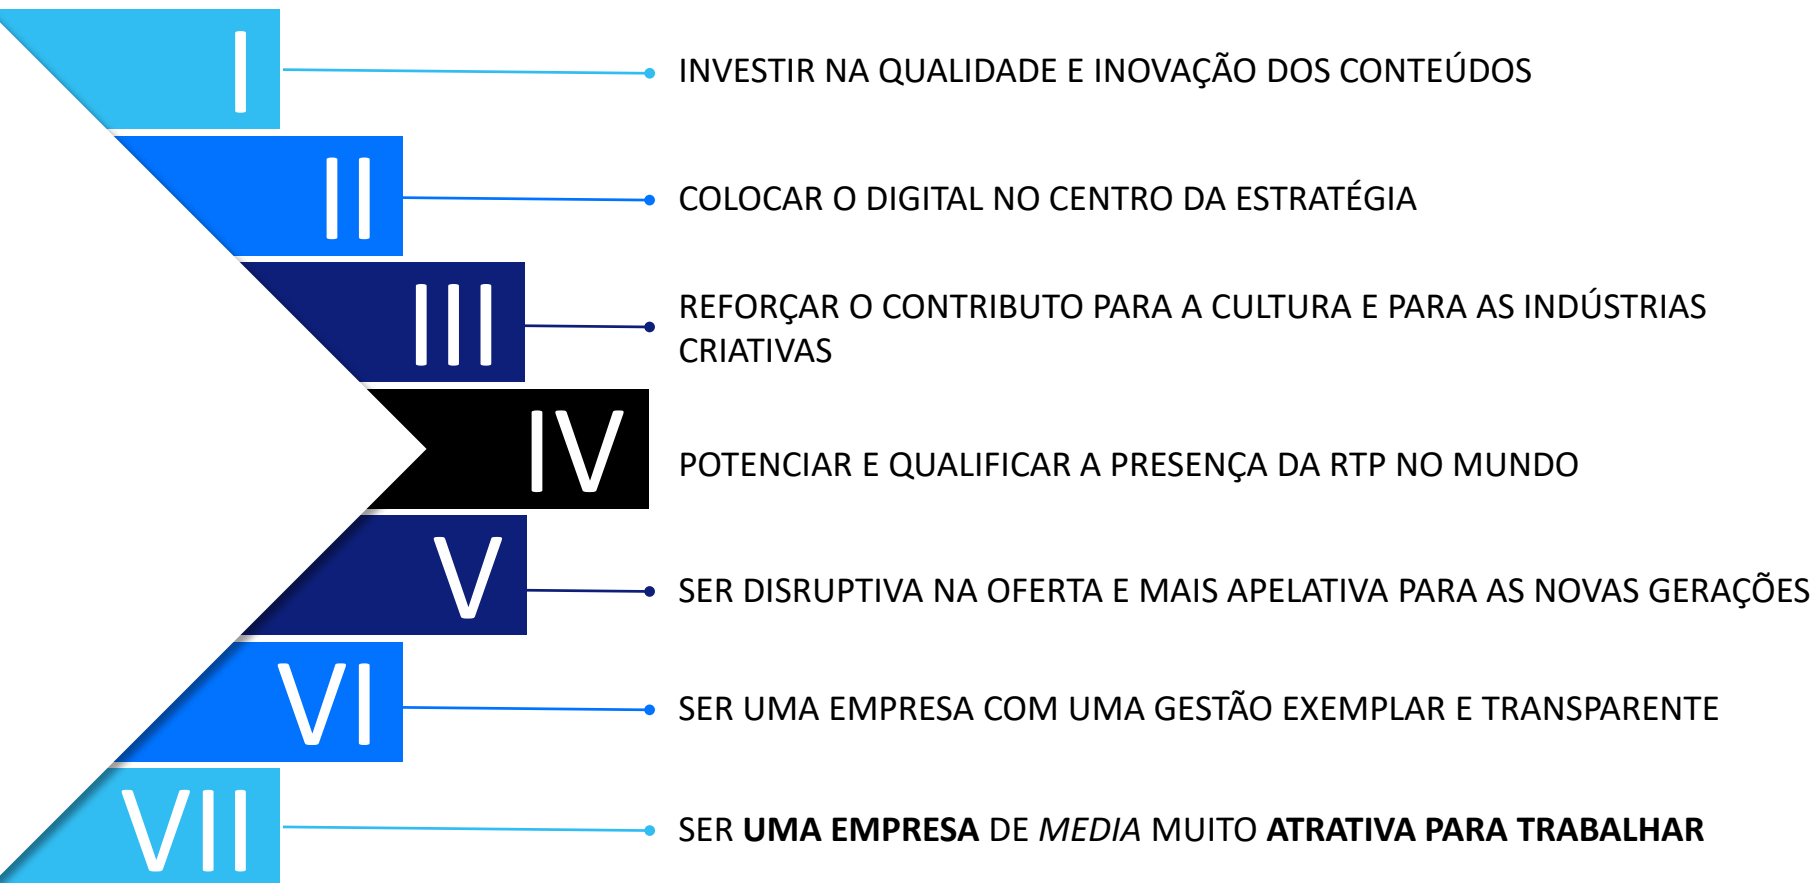 I
INVESTIR NA QUALIDADE E INOVAÇÃO DOS CONTEÚDOS
II
COLOCAR O DIGITAL NO CENTRO DA ESTRATÉGIA
III
REFORÇAR O CONTRIBUTO PARA A CULTURA E PARA AS INDÚSTRIAS
CRIATIVAS
IV
POTENCIAR E QUALIFICAR A PRESENÇA DA RTP NO MUNDO
V
SER DISRUPTIVA NA OFERTA E MAIS APELATIVA PARA AS NOVAS GERAÇÕES
VI
SER UMA EMPRESA COM UMA GESTÃO EXEMPLAR E TRANSPARENTE
VII
SER UMA EMPRESA DE MEDIA MUITO ATRATIVA PARA TRABALHAR